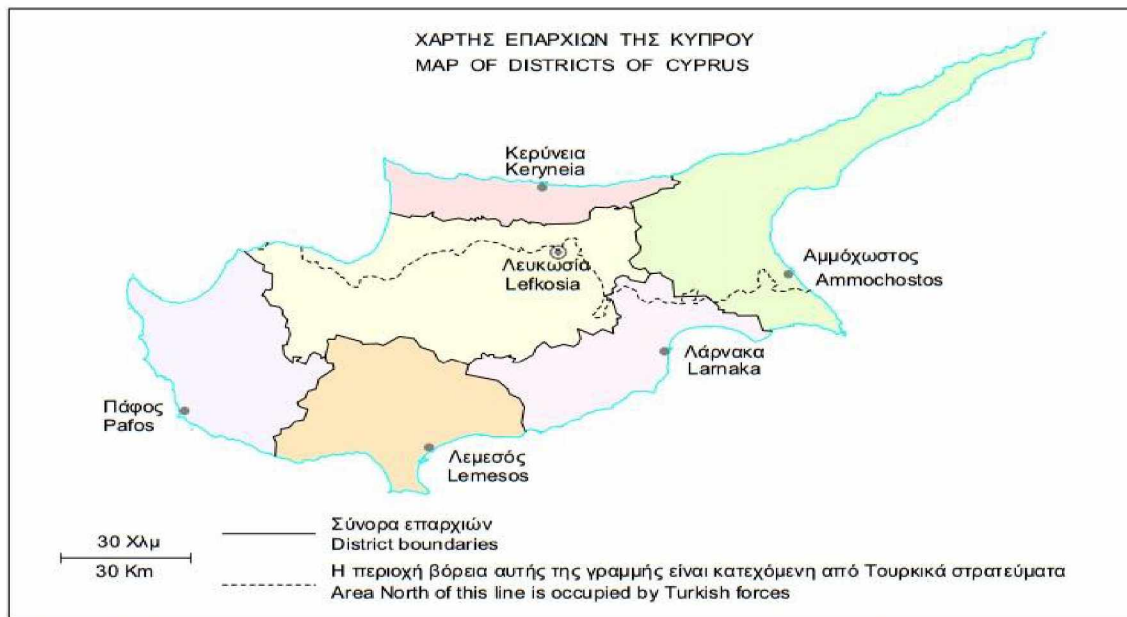 ΧΑΡΤΗΣ ΕΠΑΡΧΙΩΝ ΤΗΣ ΚΥΠΡΟΥ
MAP OF DISTRICTS OF CYPRUS
Κερύνεια
Keryneia
Αμμόχωστος
Ammochostos
Λευκωσία
Lefkosia
Λάρνακα
Larnaka
Πάφος
Pafos
Λεμεσός
Lemesos
Σύνορα επαρχιών
District boundaries
30 Χλμ
30 Km
Η περιοχή βόρεια αυτής της γραμμής είναι κατεχόμενη από Τουρκικά στρατεύματα
Area North of this line is occupied by Turkish forces